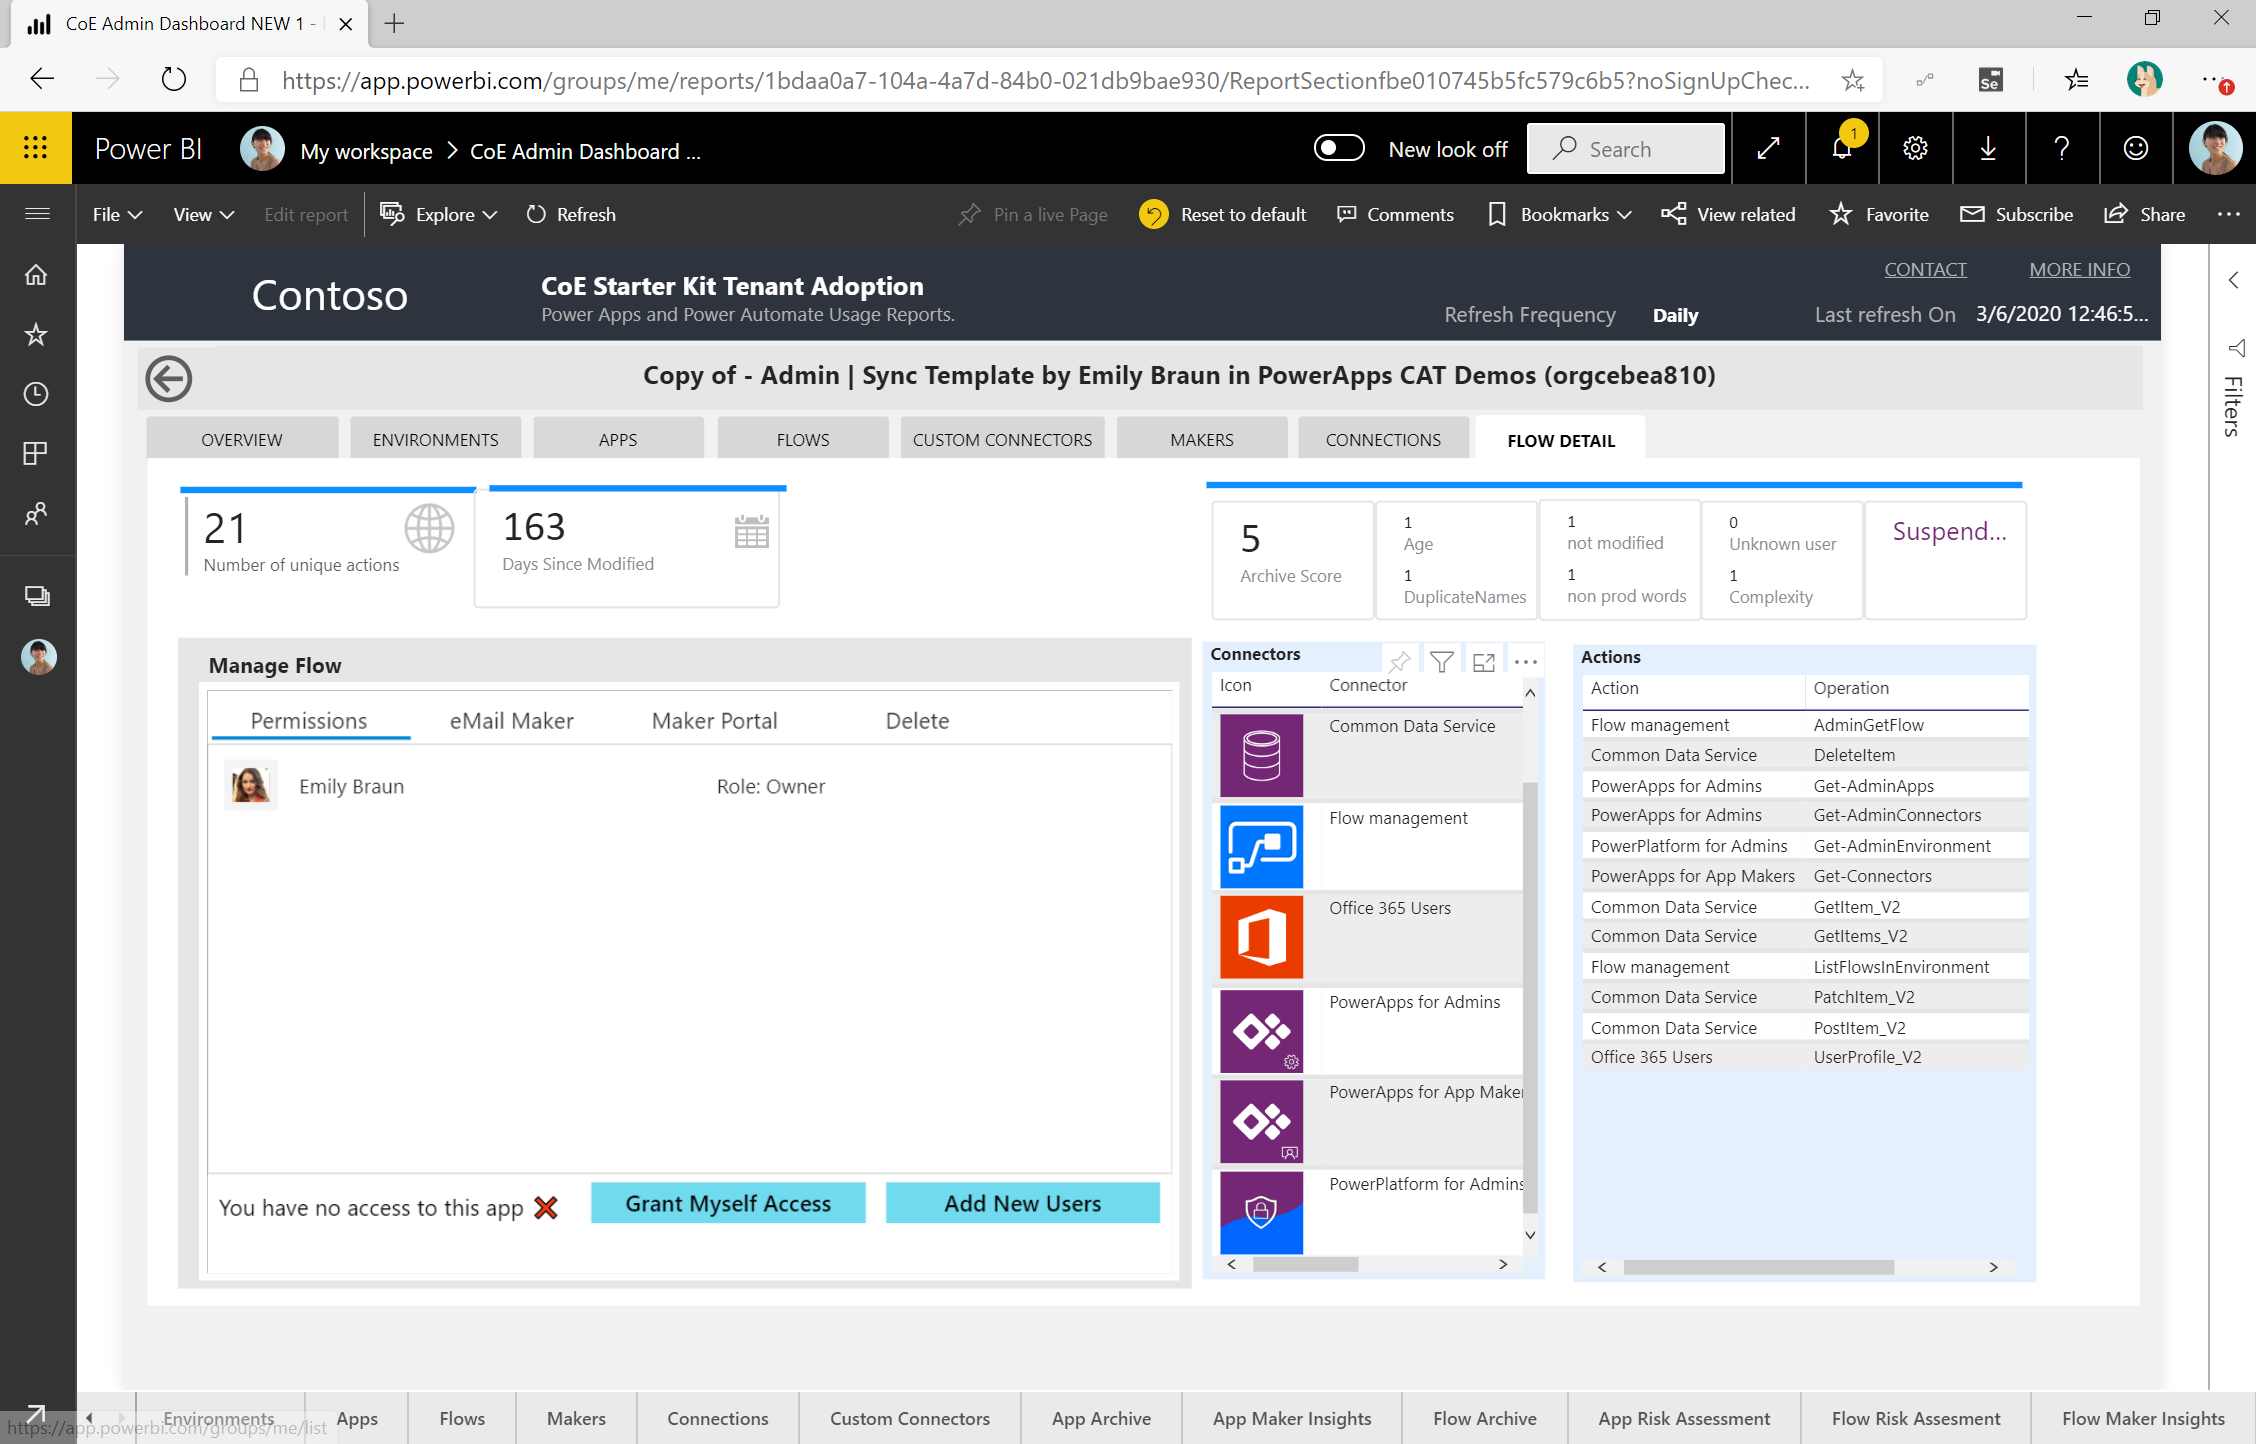 CoE Admin Dashboard NEW 1 -
https://app.powerbi.com/groups/me/reports/1bdaa0a7-104a-4a7d-84b0-021db9bae930/ReportSectionfbe010745b5fc579c6b5?noSignUpChec...
Se
Power BI
My workspace > CoE Admin Dashboard ...
New look off
Search
1
File
View
Edit report
Explore
Refresh
Pin a live Page
Reset to default
Comments
Bookmarks
View related
Favorite
Subscribe
Share
Contoso
CoE Starter Kit Tenant Adoption
Power Apps and Power Automate Usage Reports.
CONTACT
MORE INFO
Refresh Frequency Daily
Last refresh On 3/6/2020 12:46:5...
Filters
Copy of - Admin | Sync Template by Emily Braun in PowerApps CAT Demos (orgcebea810)
OVERVIEW
ENVIRONMENTS
APPS
FLOWS
CUSTOM CONNECTORS
MAKERS
CONNECTIONS
FLOW DETAIL
21
Number of unique actions
163
Days Since Modified
5
Archive Score
1
Age
1
DuplicateNames
1
not modified
1
non prod words
0
Unknown user
1
Complexity
Suspend...
Manage Flow
Permissions
eMail Maker
Maker Portal
Delete
Emily Braun
Role: Owner
You have no access to this app
Grant Myself Access
Add New Users
Connectors
Icon Connector
Common Data Service
Flow management
Office 365 Users
PowerApps for Admins
PowerApps for App Maker
PowerPlatform for Admins
Actions
Action Operation
Flow management AdminGetFlow
Common Data Service DeleteItem
PowerApps for Admins Get-AdminApps
PowerApps for Admins Get-AdminConnectors
PowerPlatform for Admins Get-AdminEnvironment
PowerApps for App Makers Get-Connectors
Common Data Service GetItem_V2
Common Data Service GetItems_V2
Flow management ListFlowsInEnvironment
Common Data Service PatchItem_V2
Common Data Service PostItem_V2
Office 365 Users UserProfile_V2
Environments
Apps
Flows
Makers
Connections
Custom Connectors
App Archive
App Maker Insights
Flow Archive
App Risk Assessment
Flow Risk Assesment
Flow Maker Insights
https://app.powerbi.com/groups/me/list